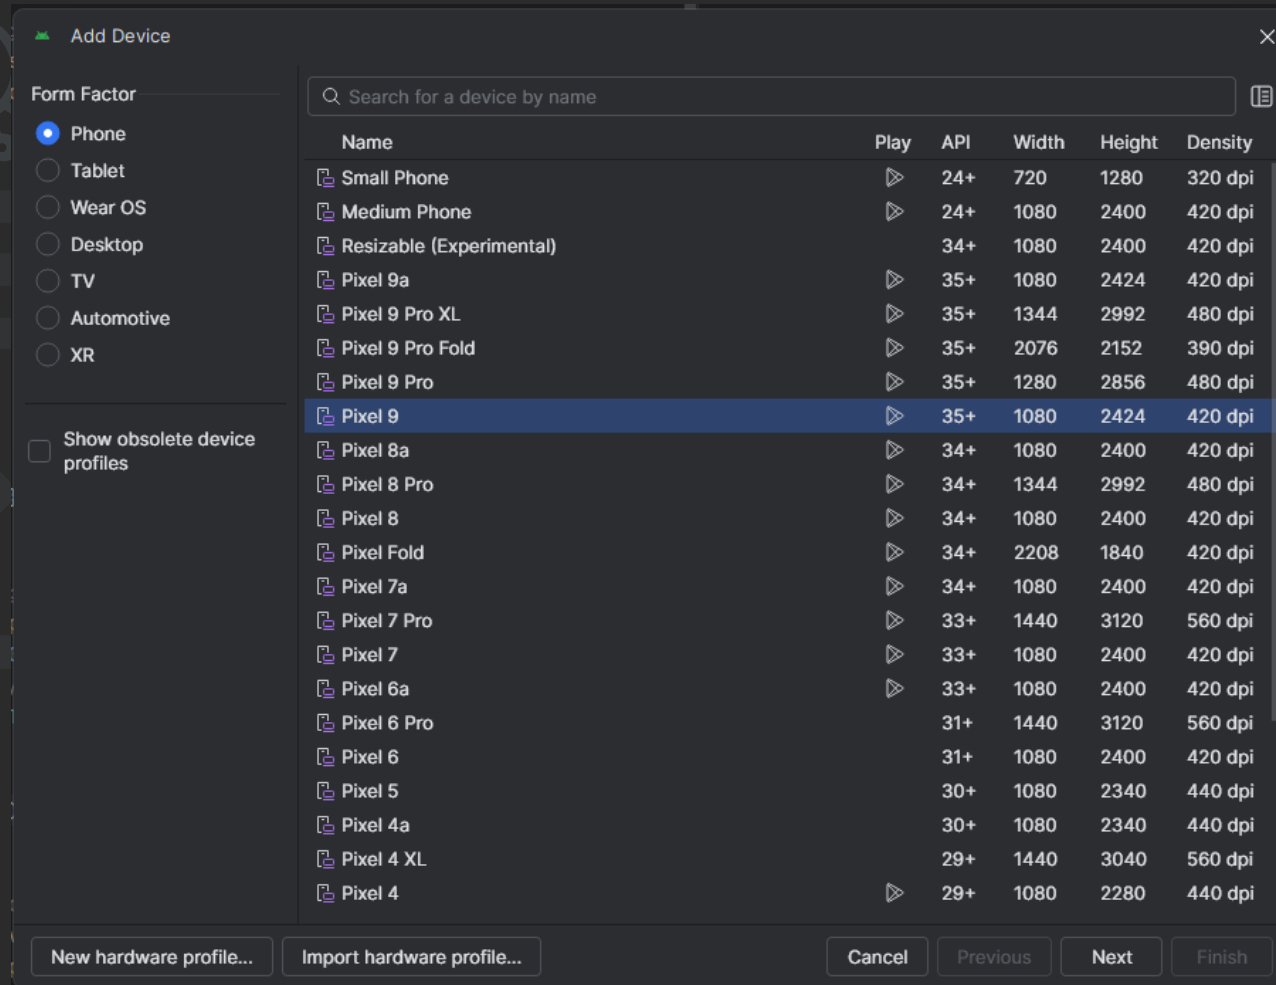 Add Device
Form Factor
Phone
Tablet
Wear OS
Desktop
TV
Automotive
XR
Show obsolete device
profiles
Search for a device by name
Name Play API Width Height Density
Small Phone 24+ 720 1280 320 dpi
Medium Phone 24+ 1080 2400 420 dpi
Resizable (Experimental) 34+ 1080 2400 420 dpi
Pixel 9a 35+ 1080 2424 420 dpi
Pixel 9 Pro XL 35+ 1344 2992 480 dpi
Pixel 9 Pro Fold 35+ 2076 2152 390 dpi
Pixel 9 Pro 35+ 1280 2856 480 dpi
Pixel 9 35+ 1080 2424 420 dpi
Pixel 8a 34+ 1080 2400 420 dpi
Pixel 8 Pro 34+ 1344 2992 480 dpi
Pixel 8 34+ 1080 2400 420 dpi
Pixel Fold 34+ 2208 1840 420 dpi
Pixel 7a 34+ 1080 2400 420 dpi
Pixel 7 Pro 33+ 1440 3120 560 dpi
Pixel 7 33+ 1080 2400 420 dpi
Pixel 6a 33+ 1080 2400 420 dpi
Pixel 6 Pro 31+ 1440 3120 560 dpi
Pixel 6 31+ 1080 2400 420 dpi
Pixel 5 30+ 1080 2340 440 dpi
Pixel 4a 30+ 1080 2340 440 dpi
Pixel 4 XL 29+ 1440 3040 560 dpi
Pixel 4 29+ 1080 2280 440 dpi
New hardware profile... Import hardware profile... Cancel Previous Next Finish